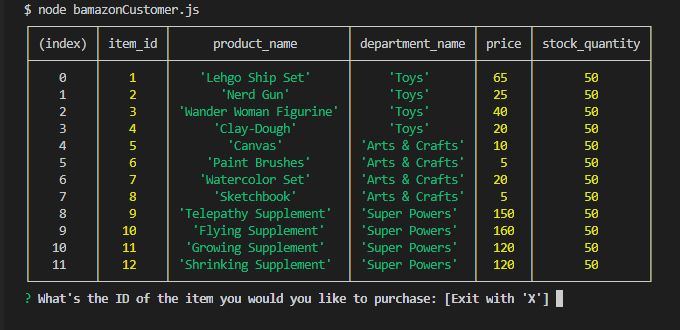 $ node bamazonCustomer.js
(index) item_id product_name department_name price stock_quantity
0 1 'Lehgo Ship Set' 'Toys' 65 50
1 2 'Nerd Gun' 'Toys' 25 50
2 3 'Wander Woman Figurine' 'Toys' 40 50
3 4 'Clay-Dough' 'Toys' 20 50
4 5 'Canvas' 'Arts & Crafts' 10 50
5 6 'Paint Brushes' 'Arts & Crafts' 5 50
6 7 'Watercolor Set' 'Arts & Crafts' 20 50
7 8 'Sketchbook' 'Arts & Crafts' 5 50
8 9 'Telepathy Supplement' 'Super Powers' 150 50
9 10 'Flying Supplement' 'Super Powers' 160 50
10 11 'Growing Supplement' 'Super Powers' 120 50
11 12 'Shrinking Supplement' 'Super Powers' 120 50
? What's the ID of the item you would you like to purchase: [Exit with 'X']